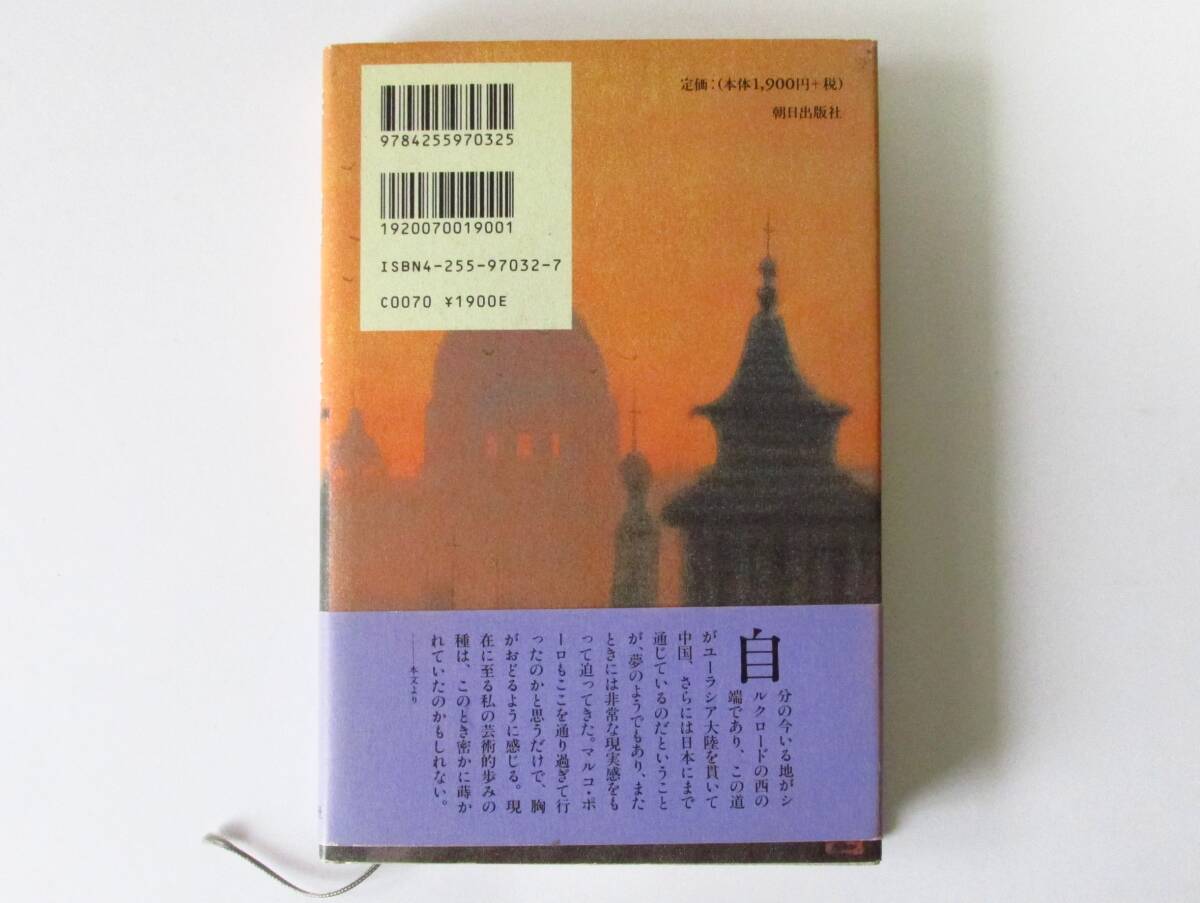 9784255970325
1920070019001
ISBN4-255-97032-7
C0070 ¥1900E
定価：(本体1,900円+税)
朝日出版社
自分の今いる地がシ
ルクロードの西の
端であり、この道
がユーラシア大陸を貫いて
中国、さらには日本にまで
通じているのだということ
が、夢のようでもあり、また
ときには非常な現実感をも
って迫ってきた。マルコ・ポ
ーロもここを通り過ぎて行
ったのかと思うだけで、胸
がおどるように感じる。現
在に至る私の芸術的歩みの
種は、このとき密かに蒔か
れていたのかもしれない。
——本文より